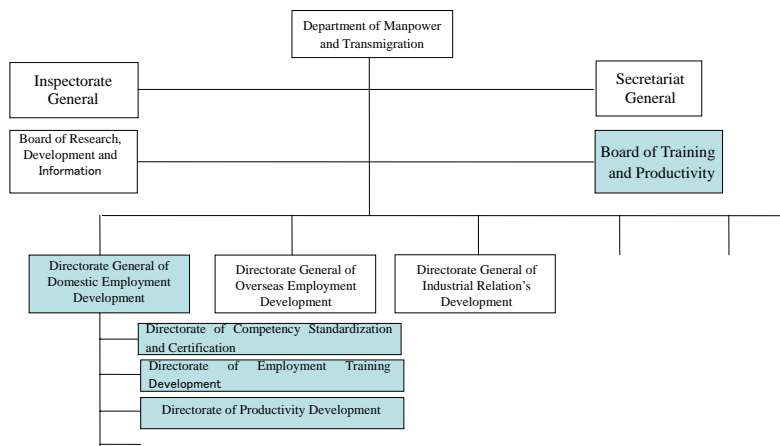 Department of Manpower
and Transmigration
Inspectorate
General
Secretariat
General
Board of Research,
Development and
Information
Board of Training
and Productivity
Directorate General of
Domestic Employment
Development
Directorate General of
Overseas Employment
Development
Directorate General of
Industrial Relation's
Development
Directorate of Competency Standardization
and Certification
Directorate of Employment Training
Development
Directorate of Productivity Development